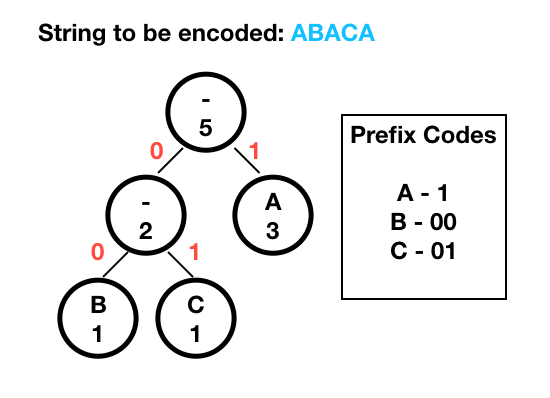 String to be encoded: ABACA
-
5
0
1
-
2
A
3
0
1
B
1
C
1
Prefix Codes
A - 1
B - 00
C - 01